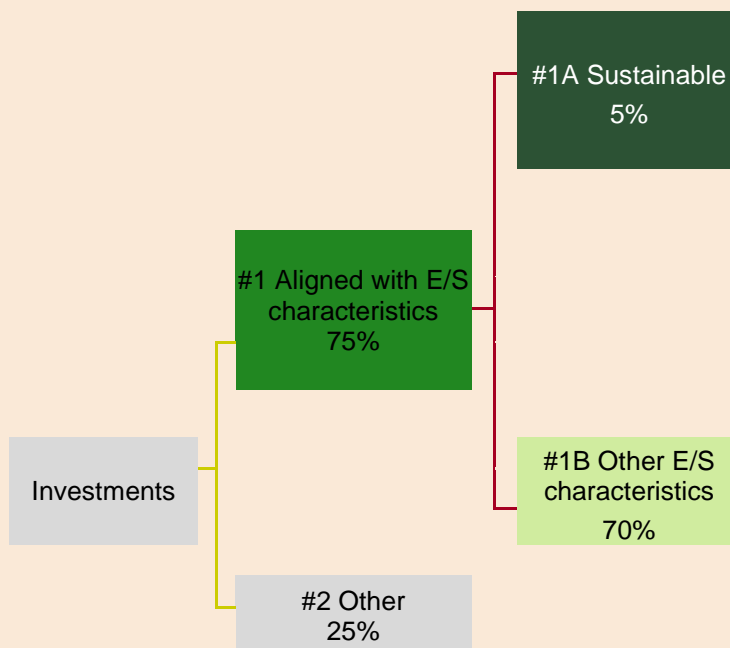 #1A Sustainable
5%
#1 Aligned with E/S
characteristics
75%
Investments
#1B Other E/S
characteristics
70%
#2 Other
25%